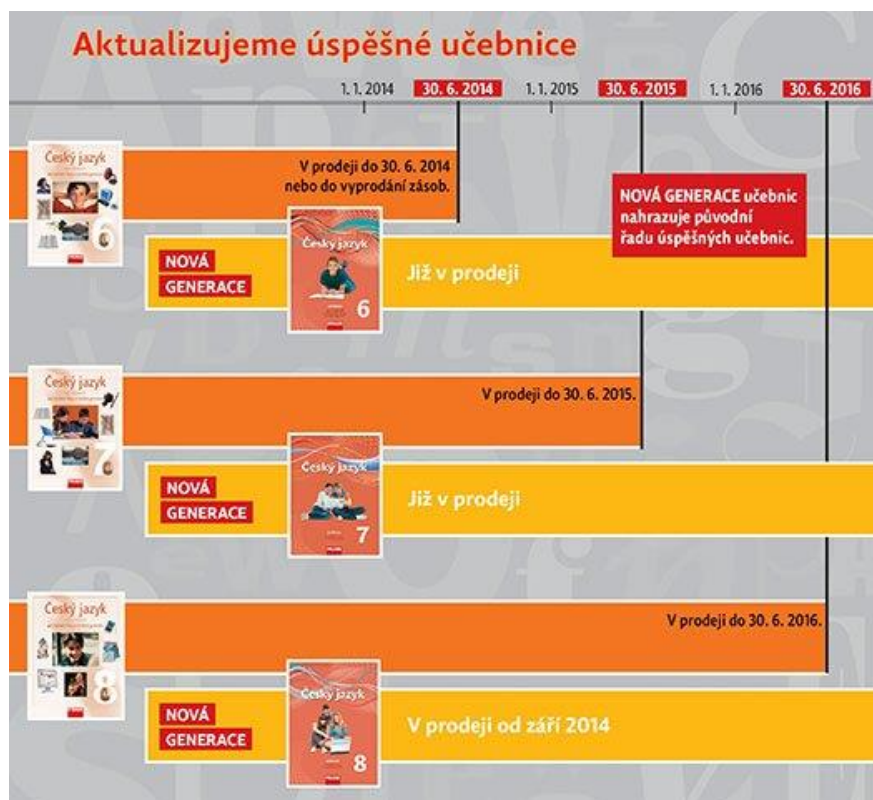 Aktualizujeme úspěšné učebnice
1. 1. 2014 30. 6. 2014 1. 1. 2015 30. 6. 2015 1. 1. 2016 30. 6. 2016
Český jazyk
6
V prodeji do 30. 6. 2014
nebo do vyprodání zásob.
NOVÁ GENERACE učebnic
nahrazuje původní
řadu úspěšných učebnic.
NOVÁ
GENERACE
Český jazyk
6
Již v prodeji
Český jazyk
7
V prodeji do 30. 6. 2015.
NOVÁ
GENERACE
Český jazyk
7
Již v prodeji
Český jazyk
8
V prodeji do 30. 6. 2016.
NOVÁ
GENERACE
Český jazyk
8
V prodeji od září 2014